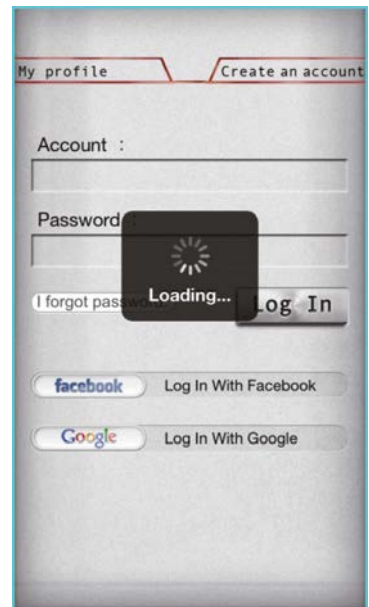 My profile
Create an account
Account :
Password :
I forgot password
Loading...
Log In
facebook Log In With Facebook
Google Log In With Google